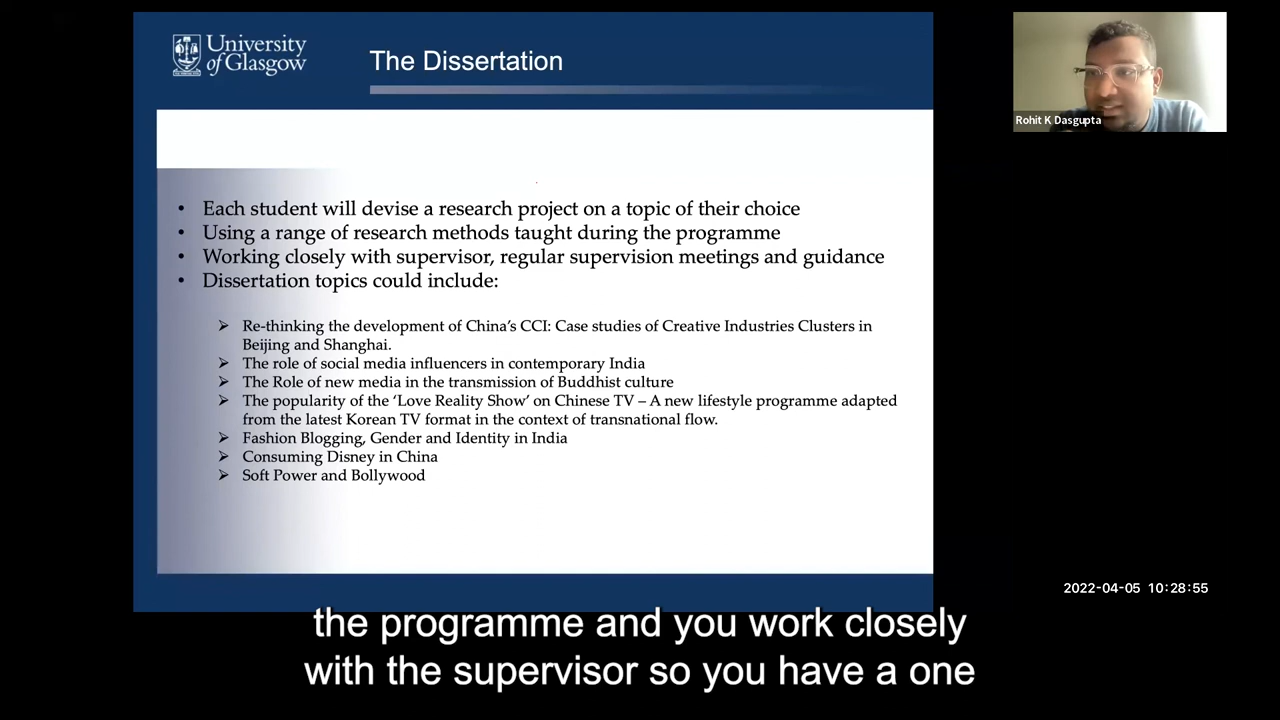 University
of Glasgow
The Dissertation
Rohit K Dasgupta
• Each student will devise a research project on a topic of their choice
• Using a range of research methods taught during the programme
• Working closely with supervisor, regular supervision meetings and guidance
• Dissertation topics could include:
➢ Re-thinking the development of China's CCI: Case studies of Creative Industries Clusters in
Beijing and Shanghai.
➢ The role of social media influencers in contemporary India
➢ The Role of new media in the transmission of Buddhist culture
➢ The popularity of the 'Love Reality Show' on Chinese TV – A new lifestyle programme adapted
from the latest Korean TV format in the context of transnational flow.
➢ Fashion Blogging, Gender and Identity in India
➢ Consuming Disney in China
➢ Soft Power and Bollywood
2022-04-05 10:28:55
the programme and you work closely
with the supervisor so you have a one